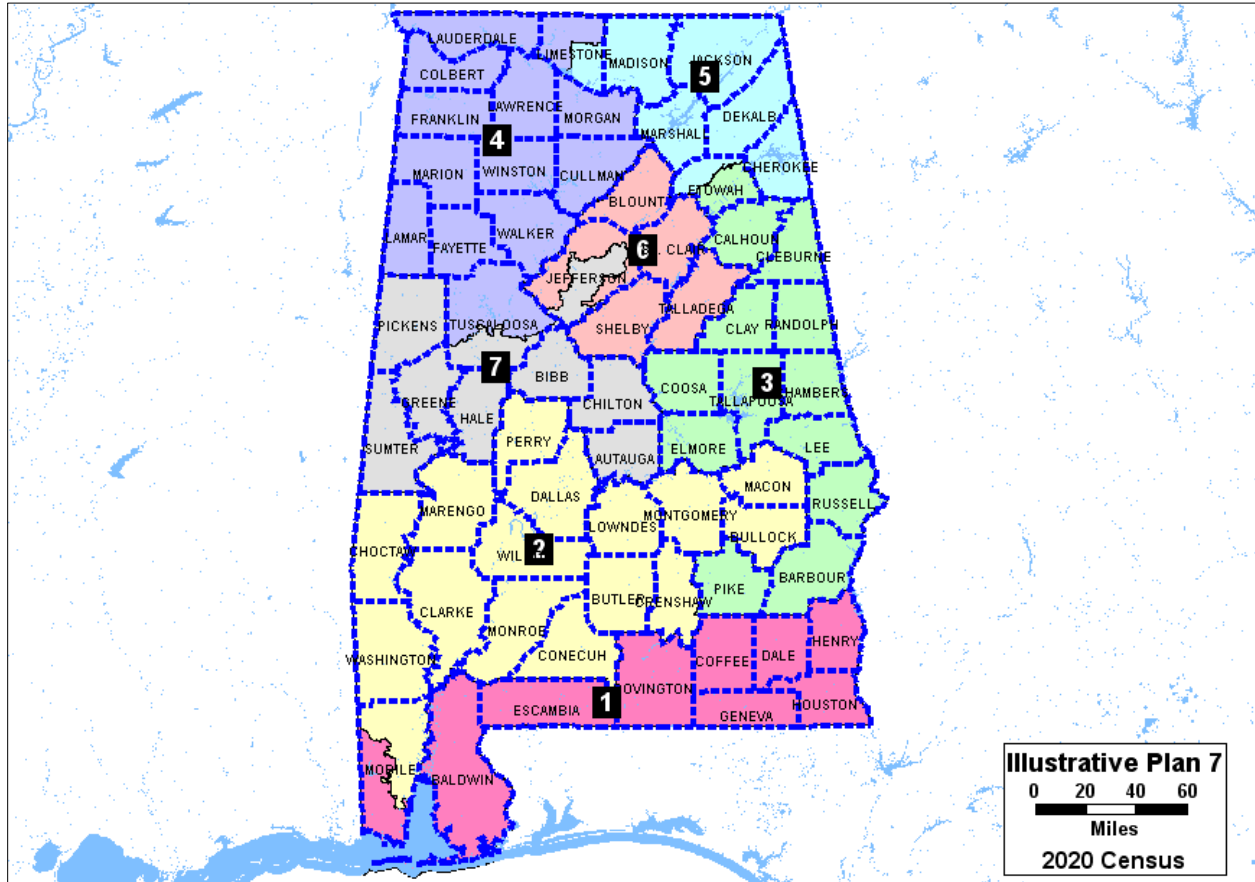 LAUDERDALE
LIMESTONE
MADISON
JACKSON
5
COLBERT
LAWRENCE
FRANKLIN
MORGAN
DEKALB
MARSHALL
4
CHEROKEE
MARION
WINSTON
CULLMAN
ETOWAH
BLOUNT
LAMAR
FAYETTE
WALKER
CALHOUN
6
CLAIR
CLEBURNE
JEFFERSON
TALLADEGA
PICKENS
TUSCALOOSA
SHELBY
CLAY
RANDOLPH
7
BIBB
3
COOSA
CHAMBERS
TALLAPOOSA
GREENE
HALE
CHILTON
SUMTER
PERRY
AUTAUGA
ELMORE
LEE
MACON
DALLAS
RUSSELL
MARENGO
LOWNDES
MONTGOMERY
BULLOCK
CHOCTAW
2
WIL
BUTLER
CRENSHAW
PIKE
BARBOUR
CLARKE
MONROE
WASHINGTON
CONECUH
COFFEE
DALE
HENRY
COVINGTON
1
ESCAMBIA
GENEVA
HOUSTON
MOBILE
BALDWIN
Illustrative Plan 7
0 20 40 60
Miles
2020 Census